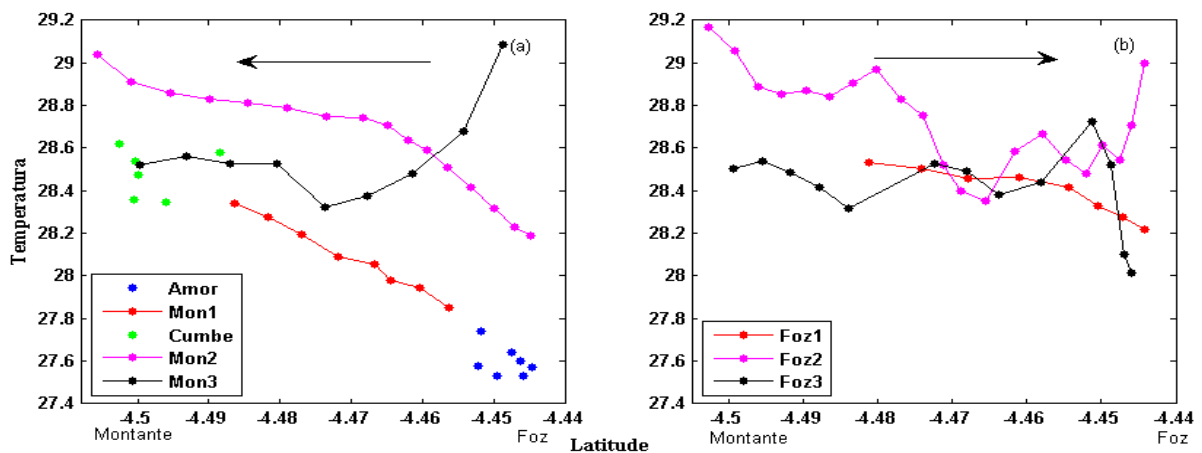 29.2
29
28.8
28.6
28.4
28.2
28
27.8
27.6
27.4
Temperatura
(a)
Amor
Mon1
Cumbe
Mon2
Mon3
-4.5 -4.49 -4.48 -4.47 -4.46 -4.45 -4.44
Montante Foz
29.2
29
28.8
28.6
28.4
28.2
28
27.8
27.6
27.4
(b)
Foz1
Foz2
Foz3
-4.5 -4.49 -4.48 -4.47 -4.46 -4.45 -4.44
Montante Foz
Latitude